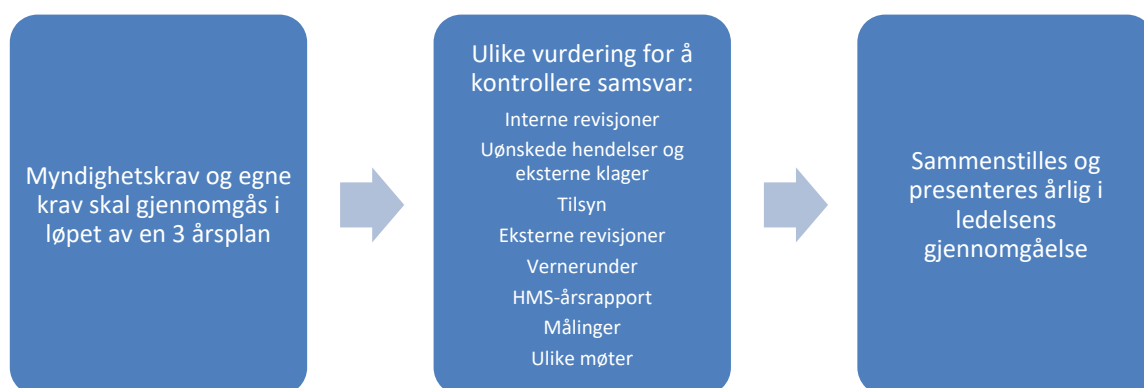 Myndighetskrav og egne
krav skal gjennomgås i
løpet av en 3 årsplan
Ulike vurdering for å
kontrollere samsvar:
Interne revisjoner
Uønskede hendelser og
eksterne klager
Tilsyn
Eksterne revisjoner
Vernerunder
HMS-årsrapport
Målinger
Ulike møter
Sammenstilles og
presenteres årlig i
ledelsens
gjennomgåelse